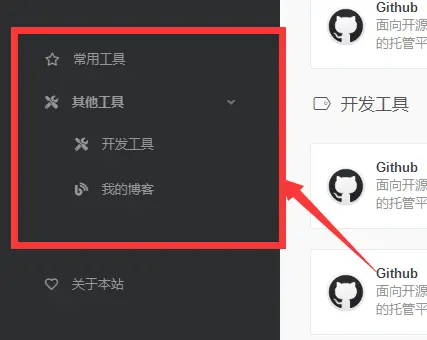 常用工具
其他工具
开发工具
我的博客
关于本站
Github
面向开源
的托管平
开发工具
Github
面向开源
的托管平
Github
面向开源
的托管平